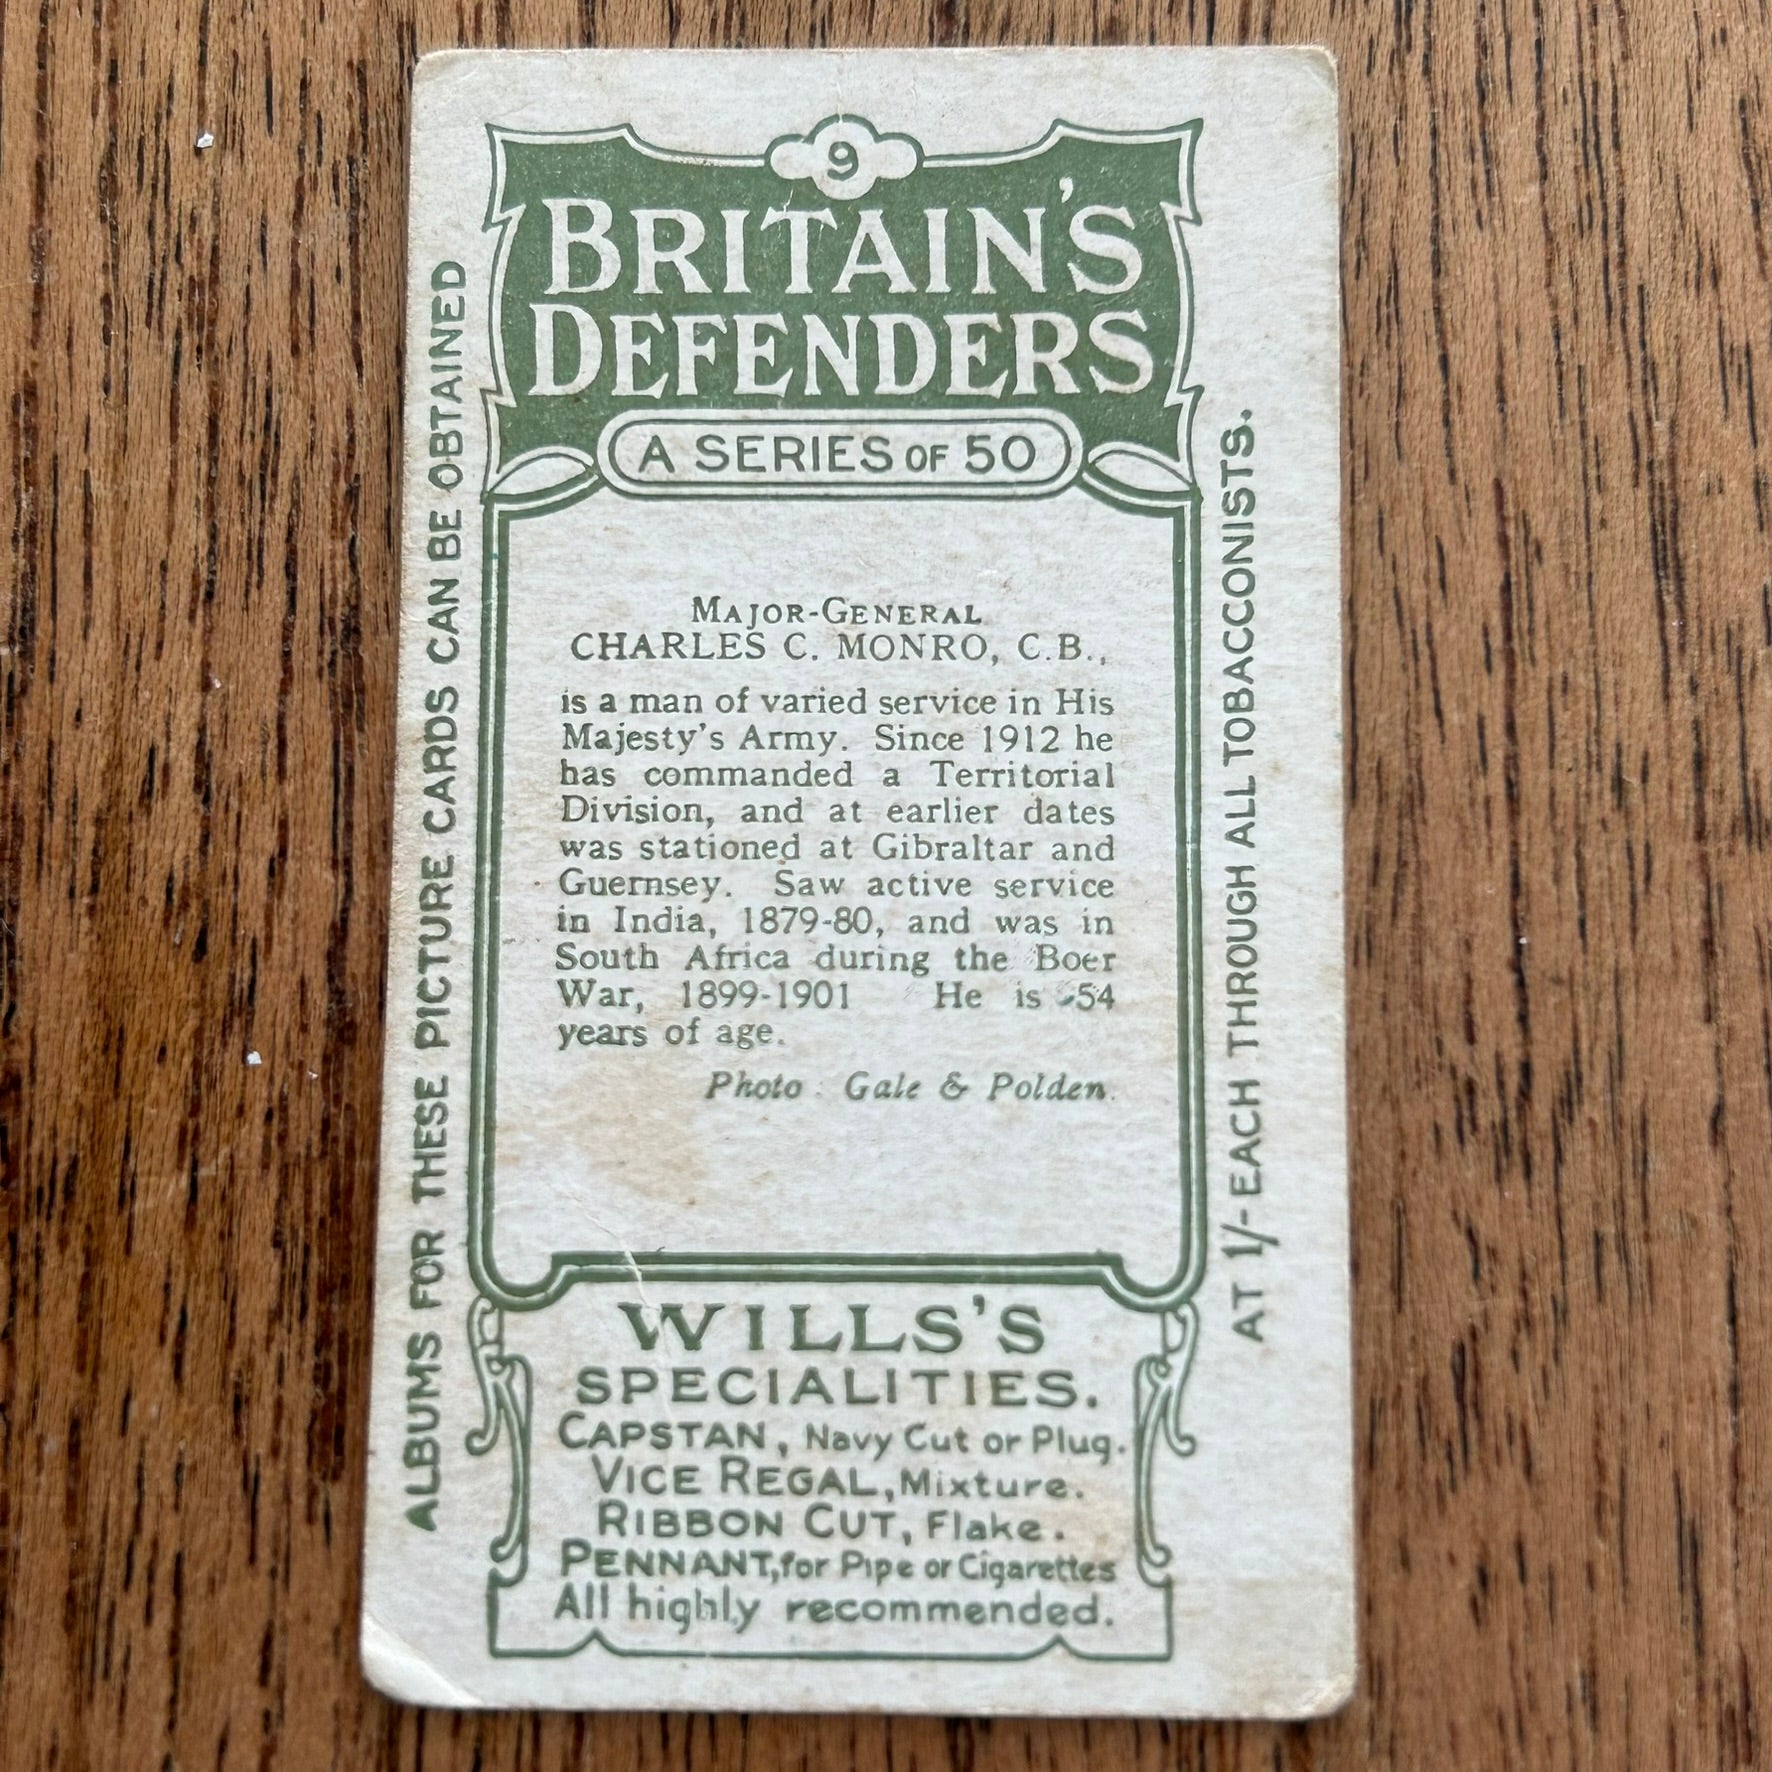 9
BRITAIN'S
DEFENDERS
A SERIES OF 50
MAJOR-GENERAL
CHARLES C. MONRO, C.B.,
is a man of varied service in His
Majesty's Army. Since 1912 he
has commanded a Territorial
Division, and at earlier dates
was stationed at Gibraltar and
Guernsey. Saw active service
in India, 1879-80, and was in
South Africa during the Boer
War, 1899-1901 He is 54
years of age.
Photo : Gale & Polden.
WILLS'S
SPECIALITIES.
CAPSTAN, Navy Cut or Plug.
VICE REGAL, Mixture.
RIBBON CUT, Flake.
PENNANT, for Pipe or Cigarettes
All highly recommended.
ALBUMS FOR THESE PICTURE CARDS CAN BE OBTAINED
AT 1/- EACH THROUGH ALL TOBACCONISTS.